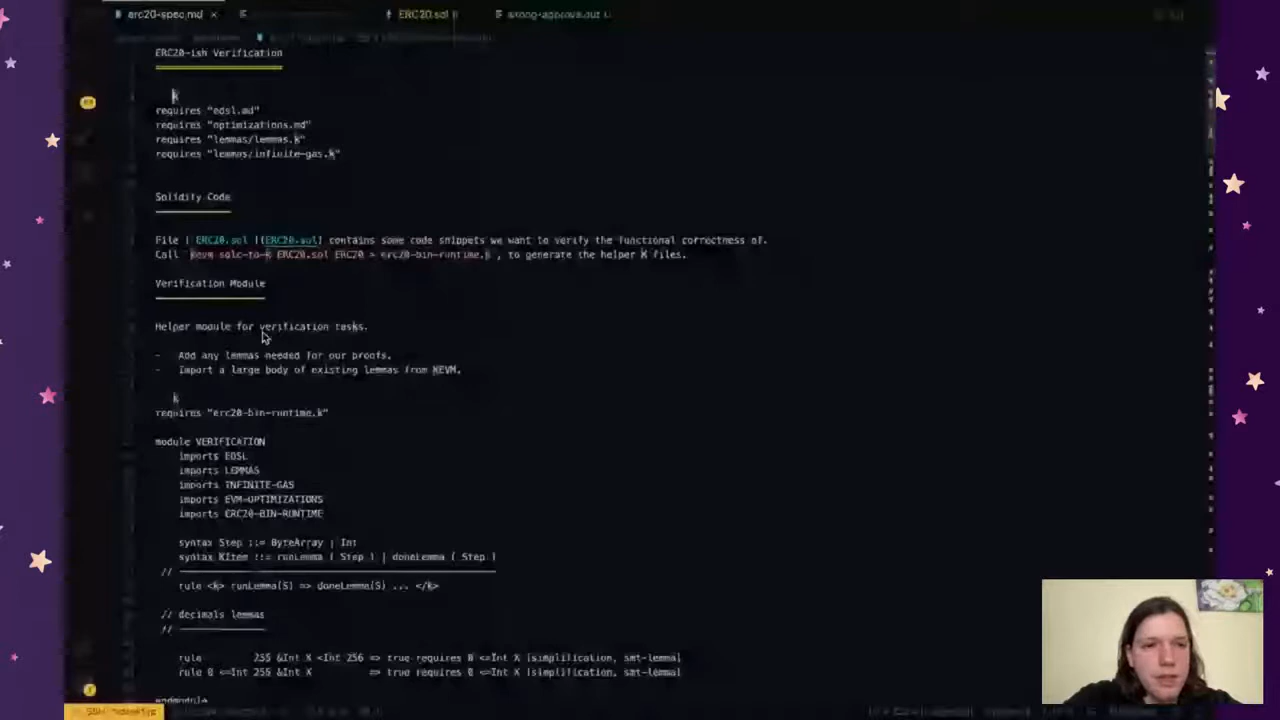 erc20-spec.md ×
ERC20.sol
wrong-approve.out U
ERC20-ish Verification
k
requires "edsl.md"
requires "optimizations.md"
requires "lemmas/lemmas.k"
requires "lemmas/infinite-gas.k"
Solidity Code
File [`ERC20.sol`](ERC20.sol) contains some code snippets we want to verify the functional correctness of.
Call `kevm solc-to-k ERC20.sol ERC20 > erc20-bin-runtime.k`, to generate the helper K files.
Verification Module
Helper module for verification tasks.
- Add any lemmas needed for our proofs.
- Import a large body of existing lemmas from KEVM.
k
requires "erc20-bin-runtime.k"
module VERIFICATION
imports EDSL
imports LEMMAS
imports INFINITE-GAS
imports EVM-OPTIMIZATIONS
imports ERC20-BIN-RUNTIME
syntax Step ::= ByteArray | Int
syntax KItem ::= runLemma ( Step ) | doneLemma ( Step )
// ------------------------------------------------------
rule <k> runLemma(S) => doneLemma(S) ... </k>
// decimals lemmas
// ---------------
rule 255 &Int X <Int 256 => true requires 0 <=Int X [simplification, smt-lemma]
rule 0 <=Int 255 &Int X => true requires 0 <=Int X [simplification, smt-lemma]
endmodule